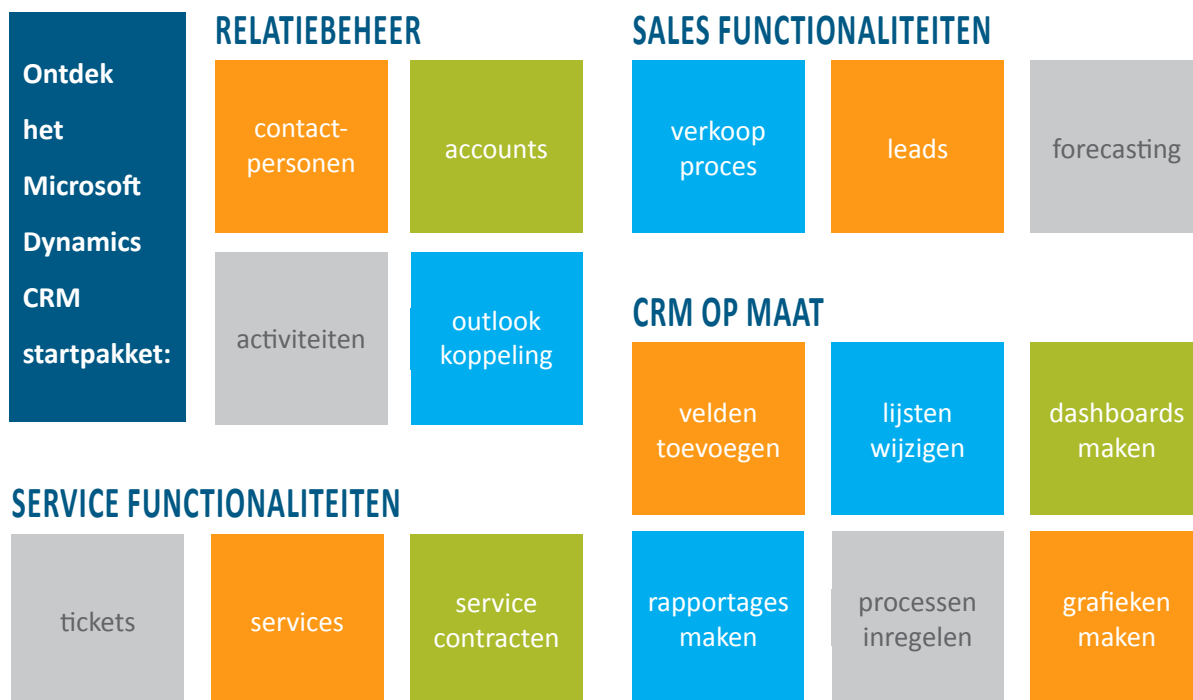 Ontdek
het
Microsoft
Dynamics
CRM
startpakket:
RELATIEBEHEER
contact-
personen
accounts
activiteiten
outlook
koppeling
SALES FUNCTIONALITEITEN
verkoop
proces
leads
forecasting
CRM OP MAAT
velden
toevoegen
lijsten
wijzigen
dashboards
maken
rapportages
maken
processen
inregelen
grafieken
maken
SERVICE FUNCTIONALITEITEN
tickets
services
service
contracten